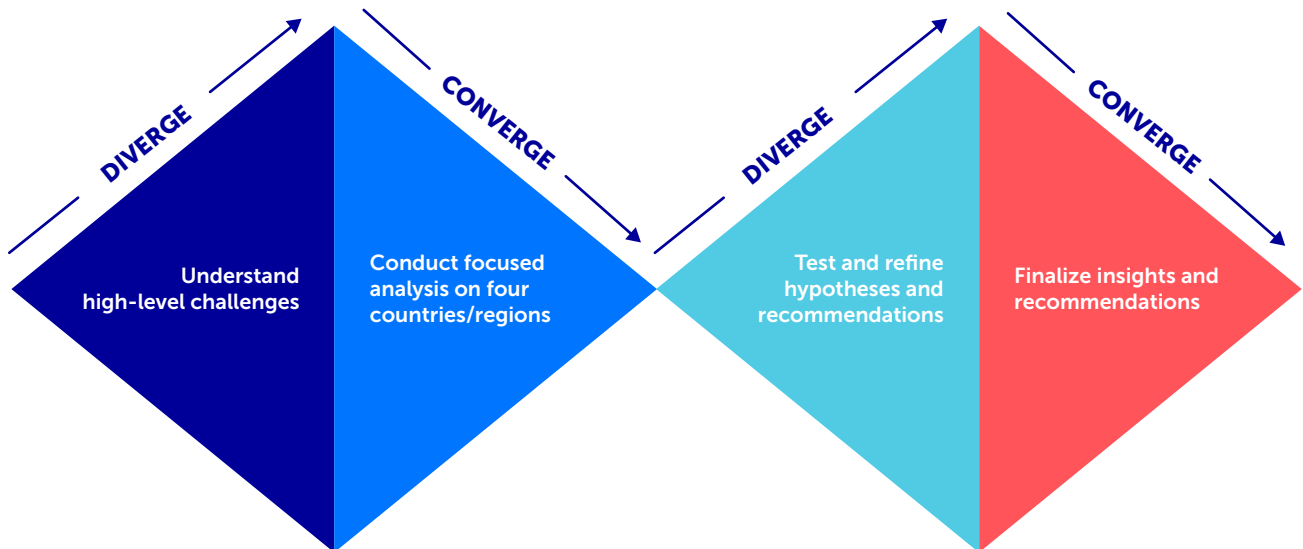 DIVERGE
CONVERGE
DIVERGE
CONVERGE
Understand
high-level challenges
Conduct focused
analysis on four
countries/regions
Test and refine
hypotheses and
recommendations
Finalize insights and
recommendations